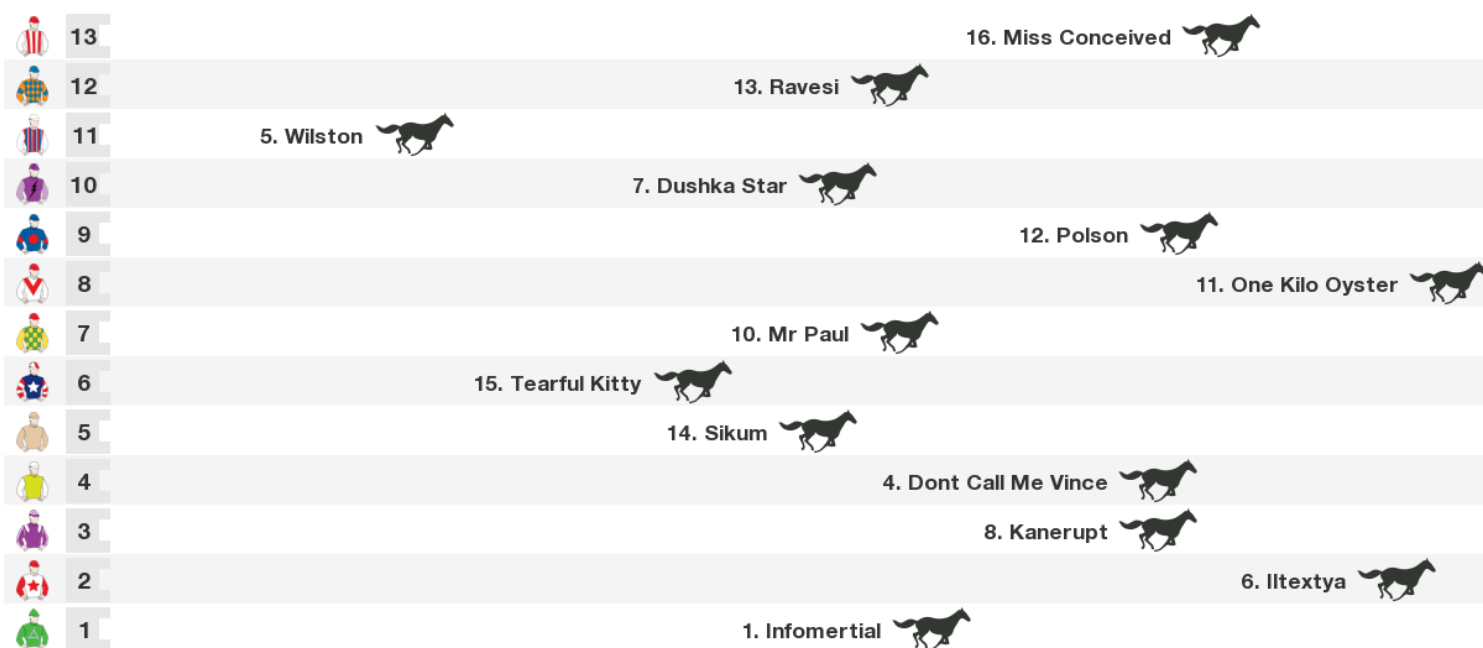 13 16. Miss Conceived
12 13. Ravesi
11 5. Wilston
10 7. Dushka Star
9 12. Polson
8 11. One Kilo Oyster
7 10. Mr Paul
6 15. Tearful Kitty
5 14. Sikum
4 4. Dont Call Me Vince
3 8. Kanerupt
2 6. Iltextya
1 1. Infomertial